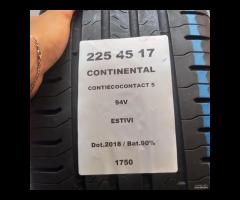 225 45 17
CONTINENTAL
CONTIECOCONTACT 5
94V
ESTIVI
Dot.2018 / Bat.90%
1750